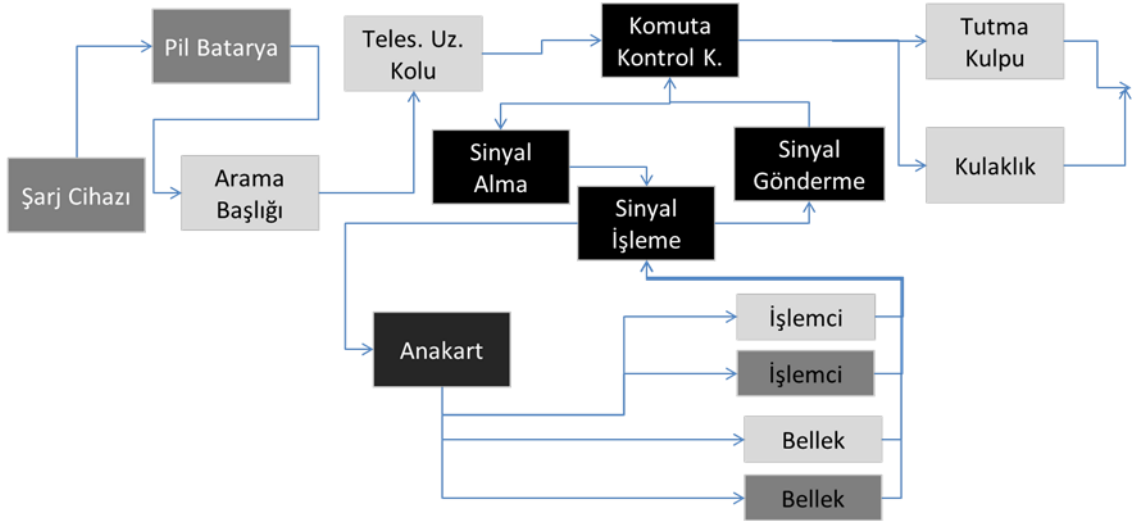 Pil Batarya
Teles. Uz.
Kolu
Komuta
Kontrol K.
Tutma
Kulpu
Şarj Cihazı
Arama
Başlığı
Sinyal
Alma
Sinyal
Gönderme
Kulaklık
Sinyal
İşleme
Anakart
İşlemci
İşlemci
Bellek
Bellek